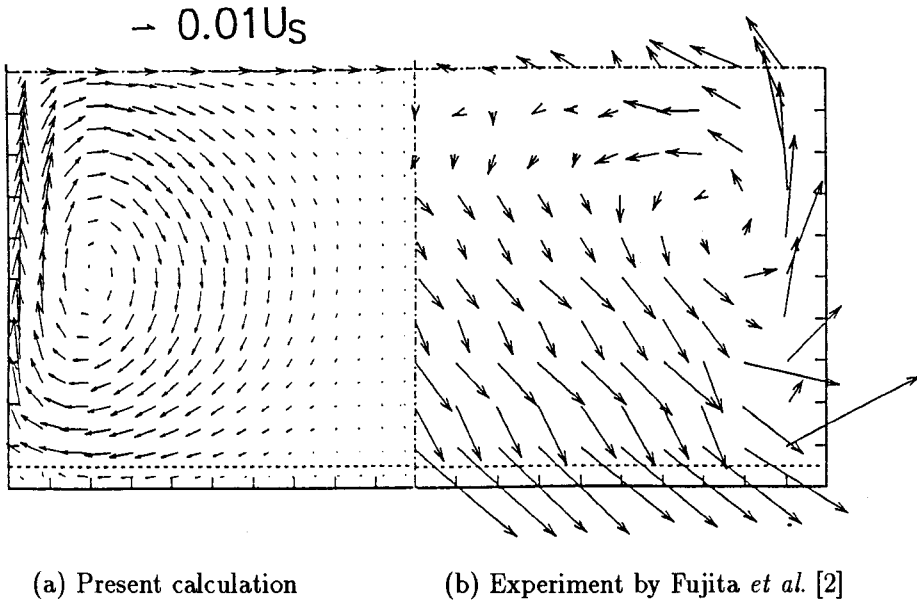 ⇀ 0.01Us
(a) Present calculation
(b) Experiment by Fujita et al. [2]